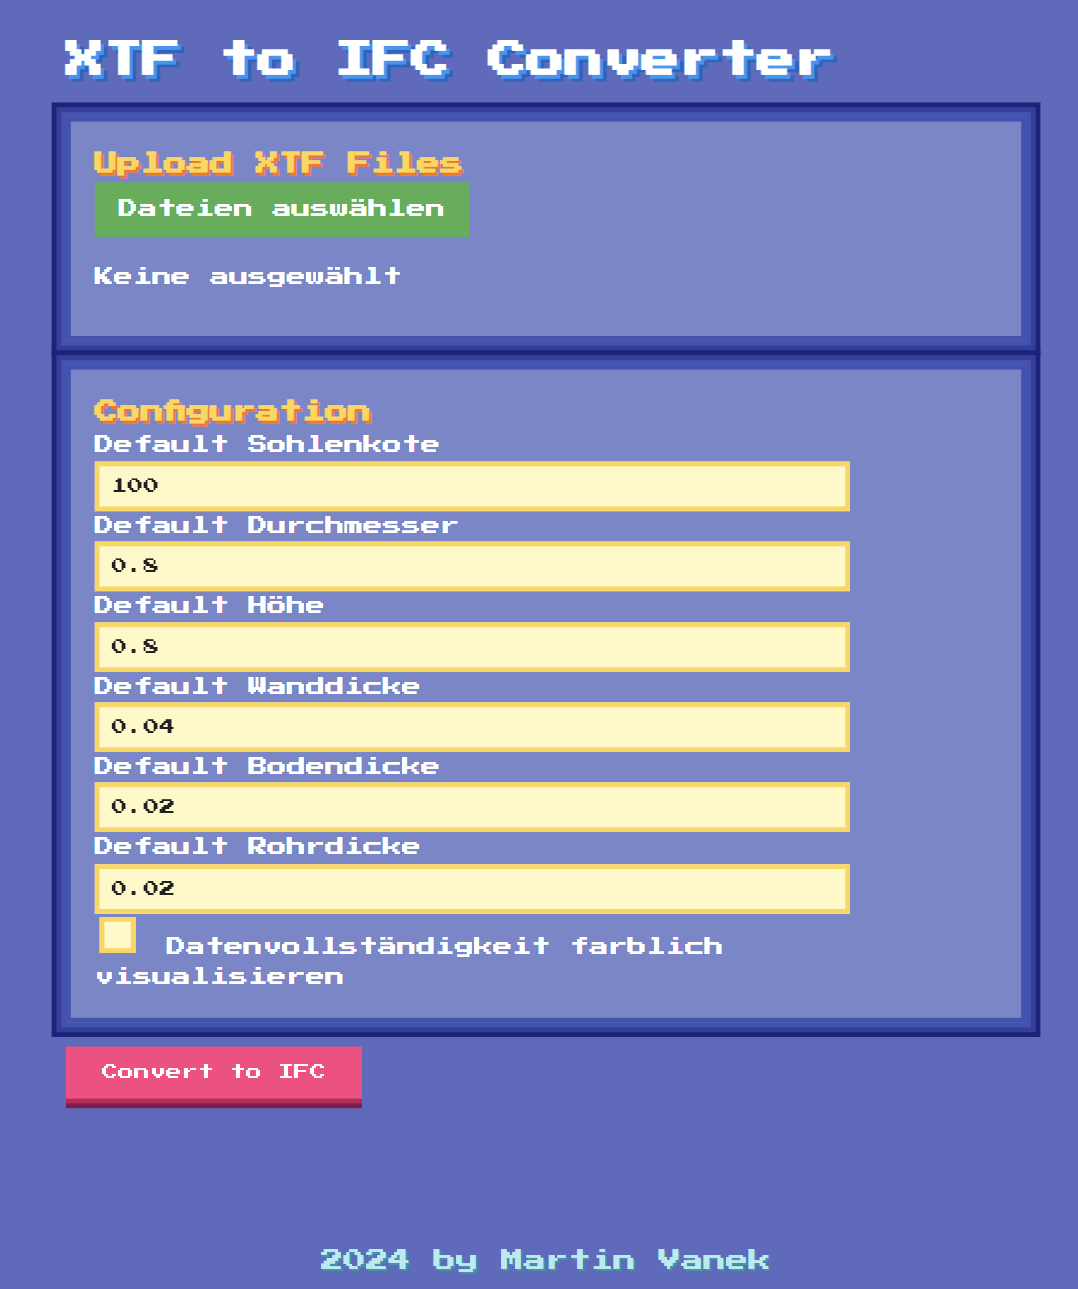 XTF to IFC Converter
Upload XTF Files
Dateien auswählen
Keine ausgewählt
Configuration
Default Sohlenkote
100
Default Durchmesser
0.8
Default Höhe
0.8
Default Wanddicke
0.04
Default Bodendicke
0.02
Default Rohrdicke
0.02
Datenvollständigkeit farblich
visualisieren
Convert to IFC
2024 by Martin Vanek